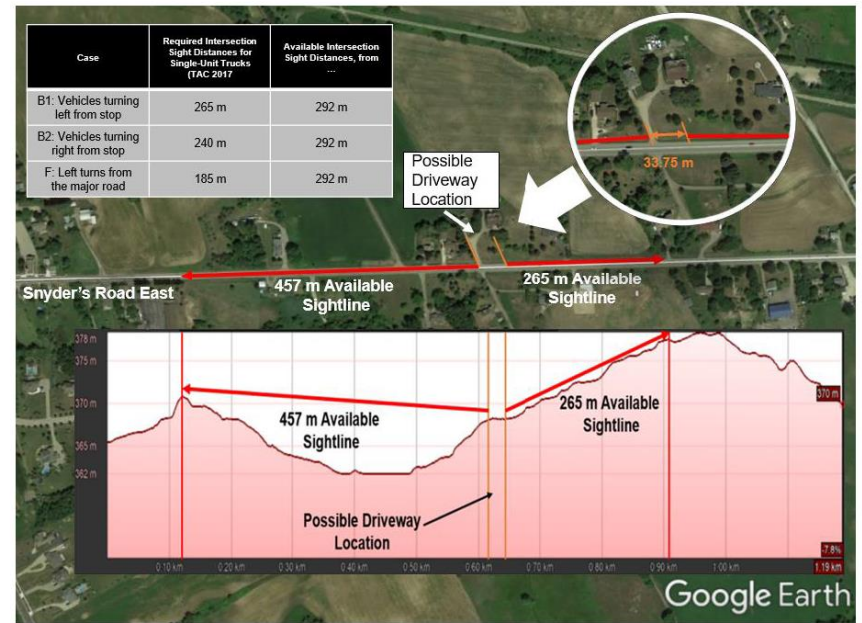 Case
Required Intersection
Sight Distances for
Single-Unit Trucks
(TAC 2017
Available Intersection
Sight Distances, from
...
B1: Vehicles turning
left from stop
265 m
292 m
B2: Vehicles turning
right from stop
240 m
292 m
F: Left turns from
the major road
185 m
292 m
33.75 m
Possible
Driveway
Location
Snyder's Road East
457 m Available
Sightline
265 m Available
Sightline
378 m
375 m
370 m
365 m
362 m
457 m Available
Sightline
265 m Available
Sightline
370 m
Possible Driveway
Location
-7.8%
0.10 km
0.20 km
0.30 km
0.40 km
0.50 km
0.60 km
0.70 km
0.80 km
0.90 km
1.00 km
1.19 km
Google Earth